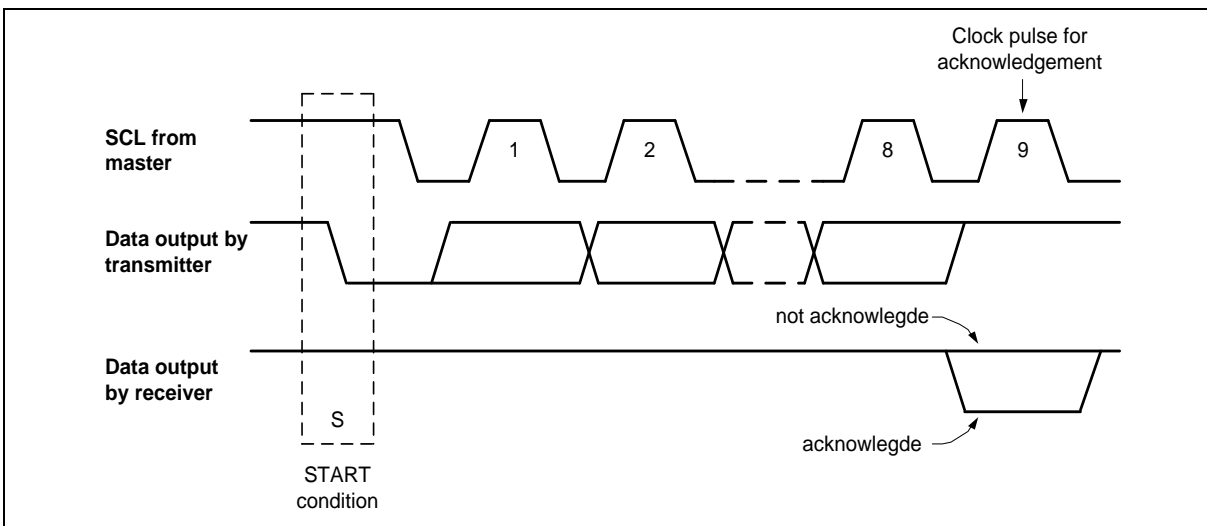 Clock pulse for
acknowledgement
SCL from
master
1
2
8
9
Data output by
transmitter
not acknowlegde
Data output
by receiver
S
acknowlegde
START
condition